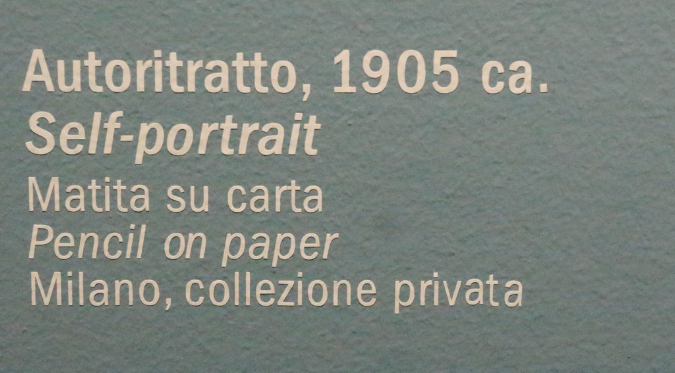 Autoritratto, 1905 ca.
Self-portrait
Matita su carta
Pencil on paper
Milano, collezione privata